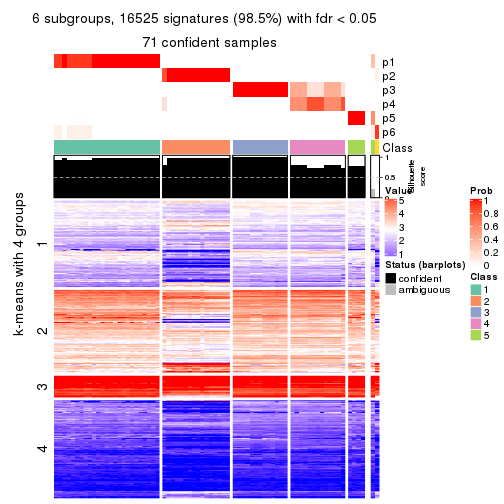 6 subgroups, 16525 signatures (98.5%) with fdr < 0.05
71 confident samples
p1
p2
p3
p4
p5
p6
Class
1
0.5
0
Silhouette
score
k-means with 4 groups
1
2
3
4
Value
5
4
3
2
1
Status (barplots)
confident
ambiguous
Prob
1
0.8
0.6
0.4
0.2
0
Class
1
2
3
4
5